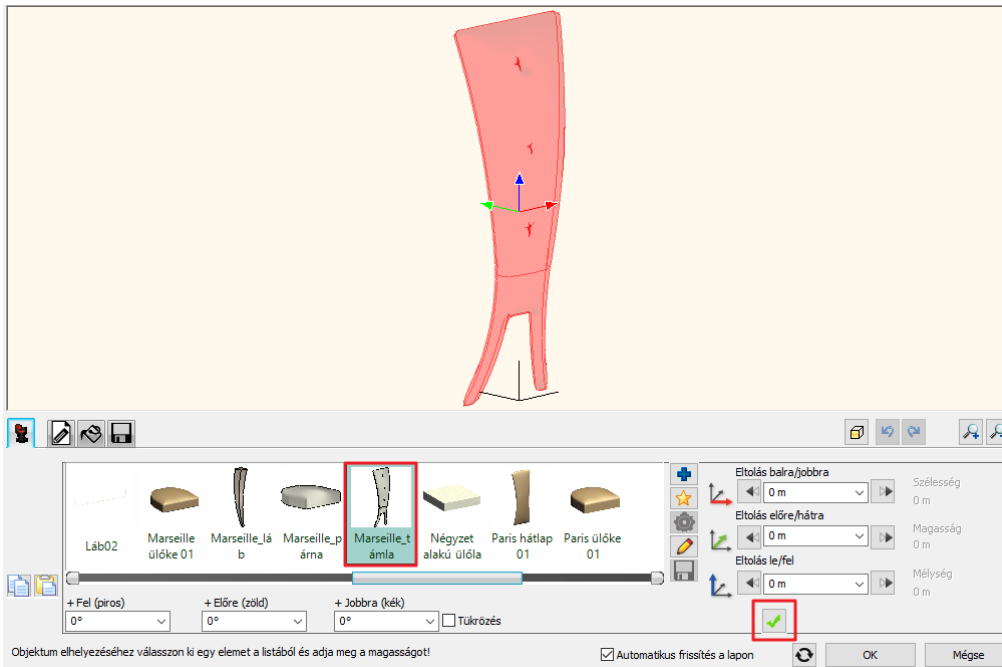 Láb02
Marseille
ülőke 01
Marseille_lá
b
Marseille_p
árna
Marseille_t
ámla
Négyzet
alakú ülőla
Paris hátlap
01
Paris ülőke
01
Eltolás balra/jobbra
0 m
Eltolás előre/hátra
0 m
Eltolás le/fel
0 m
Szélesség
0 m
Magasság
0 m
Mélység
0 m
+ Fel (piros)
0°
+ Előre (zöld)
0°
+ Jobbra (kék)
0°
Tükrözés
Objektum elhelyezéséhez válasszon ki egy elemet a listából és adja meg a magasságot!
Automatikus frissítés a lapon
OK
Mégse